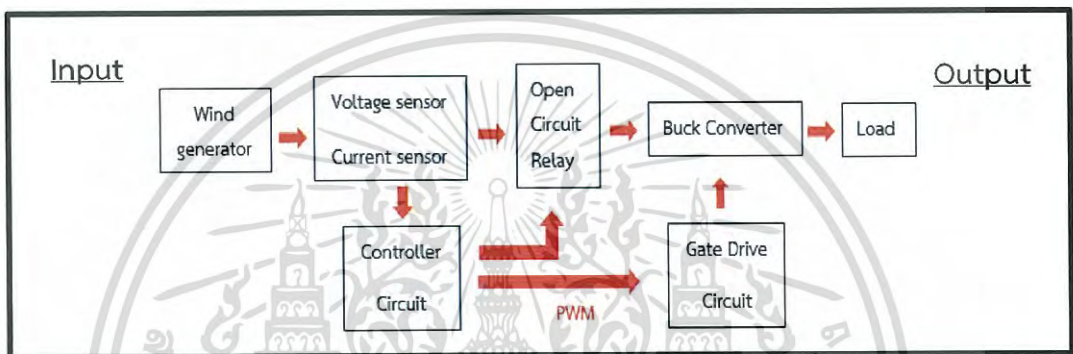 Input
Output
Wind
generator
Voltage sensor
Current sensor
Open
Circuit
Relay
Buck Converter
Load
Controller
Circuit
PWM
Gate Drive
Circuit